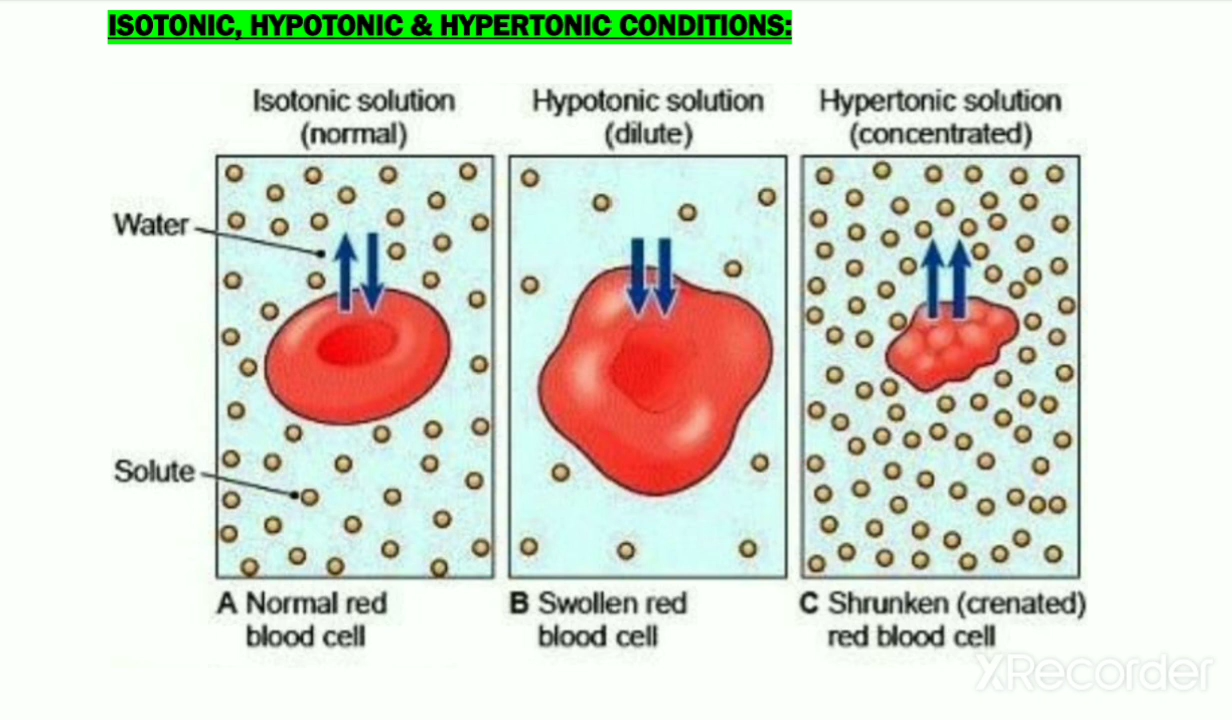 ISOTONIC, HYPOTONIC & HYPERTONIC CONDITIONS:
Isotonic solution
(normal)
Hypotonic solution
(dilute)
Hypertonic solution
(concentrated)
Water
Solute
A Normal red
blood cell
B Swollen red
blood cell
C Shrunken (crenated)
red blood cell
XRecorder